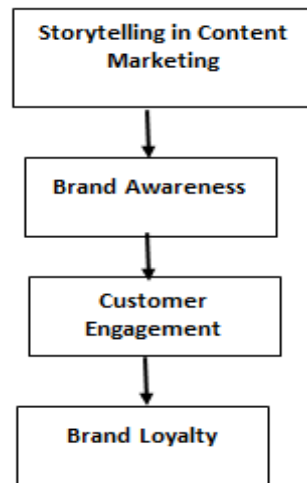 Storytelling in Content
Marketing
Brand Awareness
Customer
Engagement
Brand Loyalty